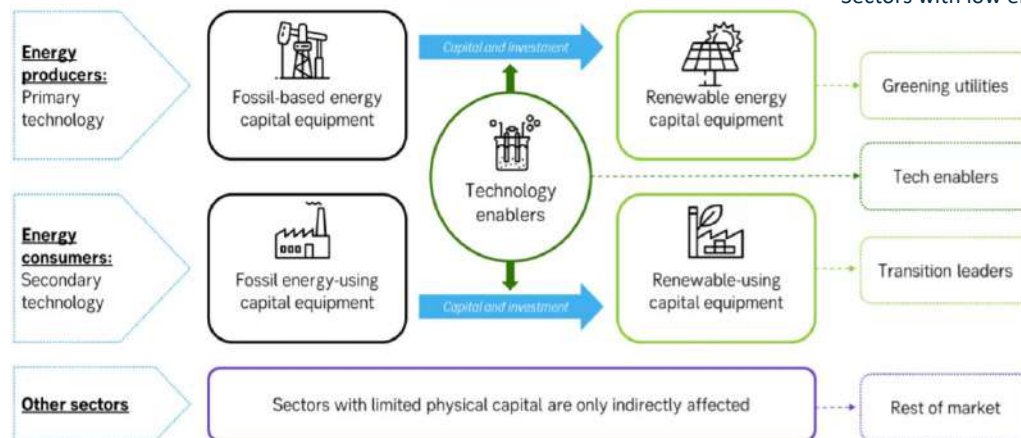 Sectors with low e
Energy
producers:
Primary
technology
Fossil-based energy
capital equipment
Capital and investment
Renewable energy
capital equipment
Greening utilities
Technology
enablers
Tech enablers
Energy
consumers:
Secondary
technology
Fossil energy-using
capital equipment
Capital and investment
Renewable-using
capital equipment
Transition leaders
Other sectors
Sectors with limited physical capital are only indirectly affected
Rest of market